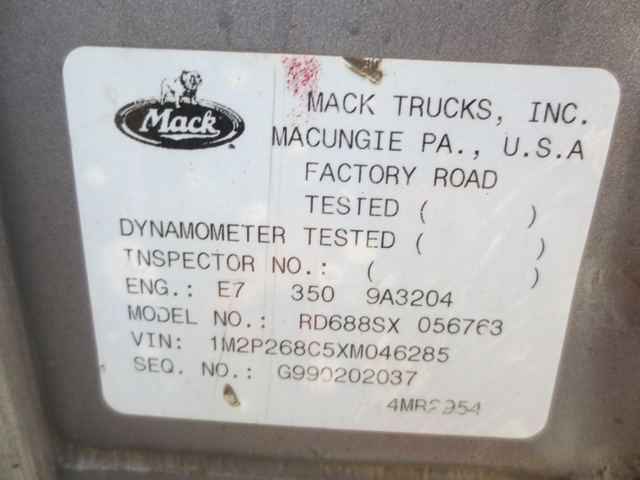 Mack
MACK TRUCKS, INC.
MACUNGIE PA., U.S.A
FACTORY ROAD
TESTED ( )
DYNAMOMETER TESTED ( )
INSPECTOR NO.: ( )
ENG.: E7 350 9A3204
MODEL NO.: RD688SX 056763
VIN: 1M2P268C5XM046285
SEQ. NO.: G990202037
4MR2954